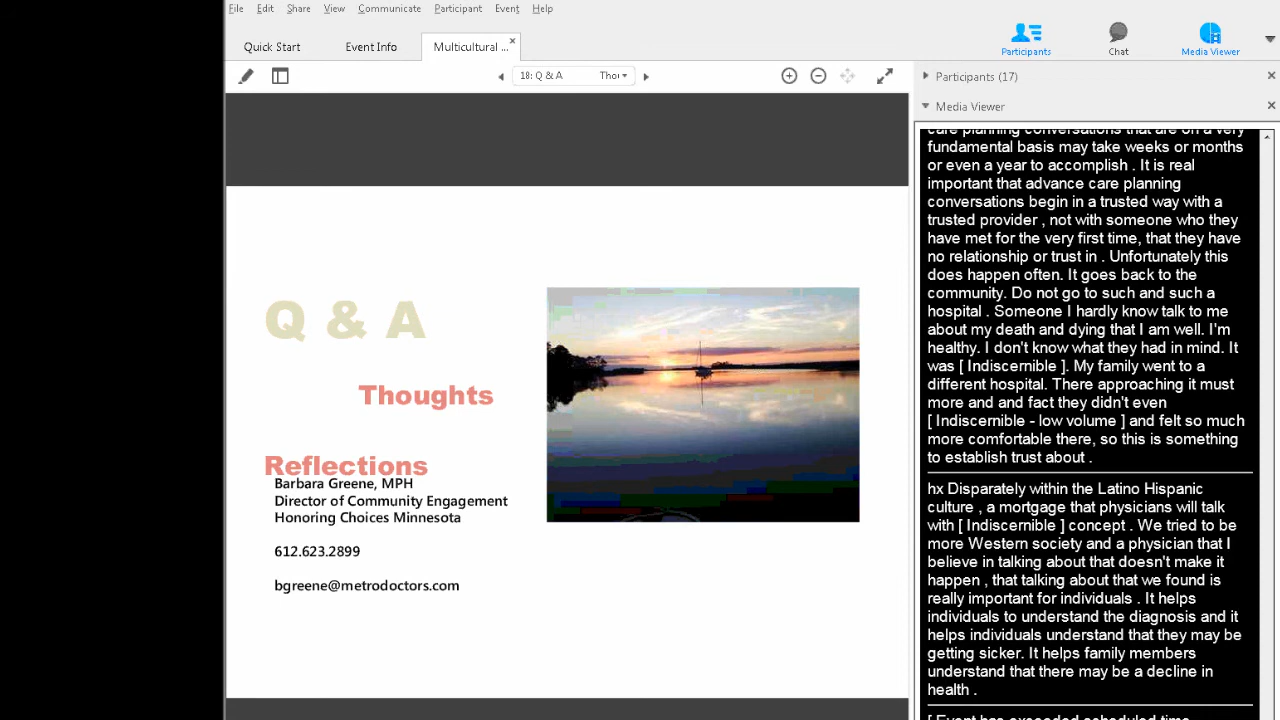 File Edit Share View Communicate Participant Event Help
Participants Chat Media Viewer
Quick Start Event Info Multicultural ...
18: Q & A
Participants (17)
Media Viewer
Q & A
Thoughts
Reflections
Barbara Greene, MPH
Director of Community Engagement
Honoring Choices Minnesota
612.623.2899
bgreene@metrodoctors.com
care planning conversations that are on a very
fundamental basis may take weeks or months
or even a year to accomplish . It is real
important that advance care planning
conversations begin in a trusted way with a
trusted provider , not with someone who they
have met for the very first time, that they have
no relationship or trust in . Unfortunately this
does happen often. It goes back to the
community. Do not go to such and such a
hospital . Someone I hardly know talk to me
about my death and dying that I am well. I'm
healthy. I don't know what they had in mind. It
was [ Indiscernible ]. My family went to a
different hospital. There approaching it must
more and and fact they didn't even
[ Indiscernible - low volume ] and felt so much
more comfortable there, so this is something
to establish trust about .
hx Disparately within the Latino Hispanic
culture , a mortgage that physicians will talk
with [ Indiscernible ] concept . We tried to be
more Western society and a physician that I
believe in talking about that doesn't make it
happen , that talking about that we found is
really important for individuals . It helps
individuals to understand the diagnosis and it
helps individuals understand that they may be
getting sicker. It helps family members
understand that there may be a decline in
health .
[ Event has exceeded scheduled time